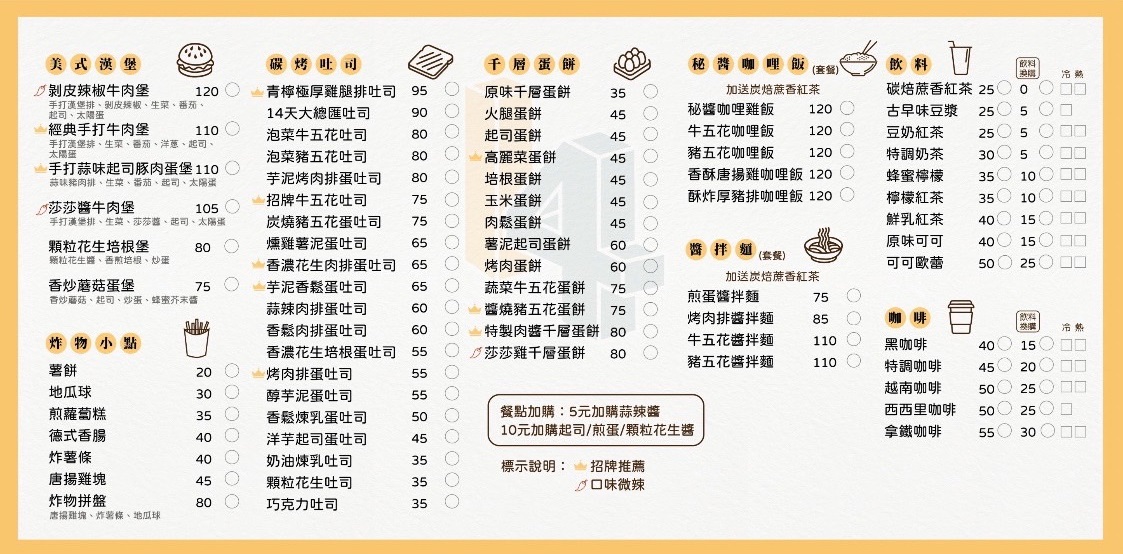 美式漢堡
剝皮辣椒牛肉堡 120
手打漢堡排、剝皮辣椒、生菜、番茄、
起司、太陽蛋
經典手打牛肉堡 110
手打漢堡排、生菜、番茄、洋蔥、起司、
太陽蛋
手打蒜味起司豚肉蛋堡 110
蒜味豬肉排、生菜、番茄、起司、太陽蛋
莎莎醬牛肉堡 105
手打漢堡排、生菜、莎莎醬、起司、太陽蛋
顆粒花生培根堡 80
顆粒花生醬、香煎培根、炒蛋
香炒蘑菇蛋堡 75
香炒蘑菇、起司、炒蛋、蜂蜜芥末醬
炸物小點
薯餅 20
地瓜球 30
煎蘿蔔糕 35
德式香腸 40
炸薯條 40
唐揚雞塊 45
炸物拼盤 80
唐揚雞塊、炸薯條、地瓜球
碳烤吐司
青檸極厚雞腿排吐司 95
14天大總匯吐司 90
泡菜牛五花吐司 80
泡菜豬五花吐司 80
芋泥烤肉排蛋吐司 80
招牌牛五花吐司 75
炭燒豬五花蛋吐司 75
燻雞薯泥蛋吐司 65
香濃花生肉排蛋吐司 65
芋泥香鬆蛋吐司 65
蒜辣肉排蛋吐司 60
香鬆肉排蛋吐司 60
香濃花生培根蛋吐司 55
烤肉排蛋吐司 55
醇芋泥蛋吐司 55
香鬆煉乳蛋吐司 50
洋芋起司蛋吐司 45
奶油煉乳吐司 35
顆粒花生吐司 35
巧克力吐司 35
千層蛋餅
原味千層蛋餅 35
火腿蛋餅 45
起司蛋餅 45
高麗菜蛋餅 45
培根蛋餅 45
玉米蛋餅 45
肉鬆蛋餅 45
薯泥起司蛋餅 60
烤肉蛋餅 60
蔬菜牛五花蛋餅 75
醬燒豬五花蛋餅 75
特製肉醬千層蛋餅 80
莎莎雞千層蛋餅 80
餐點加購：5元加購蒜辣醬
10元加購起司/煎蛋/顆粒花生醬
標示說明： 招牌推薦
口味微辣
秘醬咖哩飯 (套餐)
加送炭焙蔗香紅茶
秘醬咖哩雞飯 120
牛五花咖哩飯 120
豬五花咖哩飯 120
香酥唐揚雞咖哩飯 120
酥炸厚豬排咖哩飯 120
醬拌麵 (套餐)
加送炭焙蔗香紅茶
煎蛋醬拌麵 75
烤肉排醬拌麵 85
牛五花醬拌麵 110
豬五花醬拌麵 110
飲料 飲料換購 冷 熱
碳焙蔗香紅茶 25 0
古早味豆漿 25 5
豆奶紅茶 25 5
特調奶茶 30 5
蜂蜜檸檬 35 10
檸檬紅茶 35 10
鮮乳紅茶 40 15
原味可可 40 15
可可歐蕾 50 25
咖啡 飲料換購 冷 熱
黑咖啡 40 15
特調咖啡 45 20
越南咖啡 50 25
西西里咖啡 50 25
拿鐵咖啡 55 30